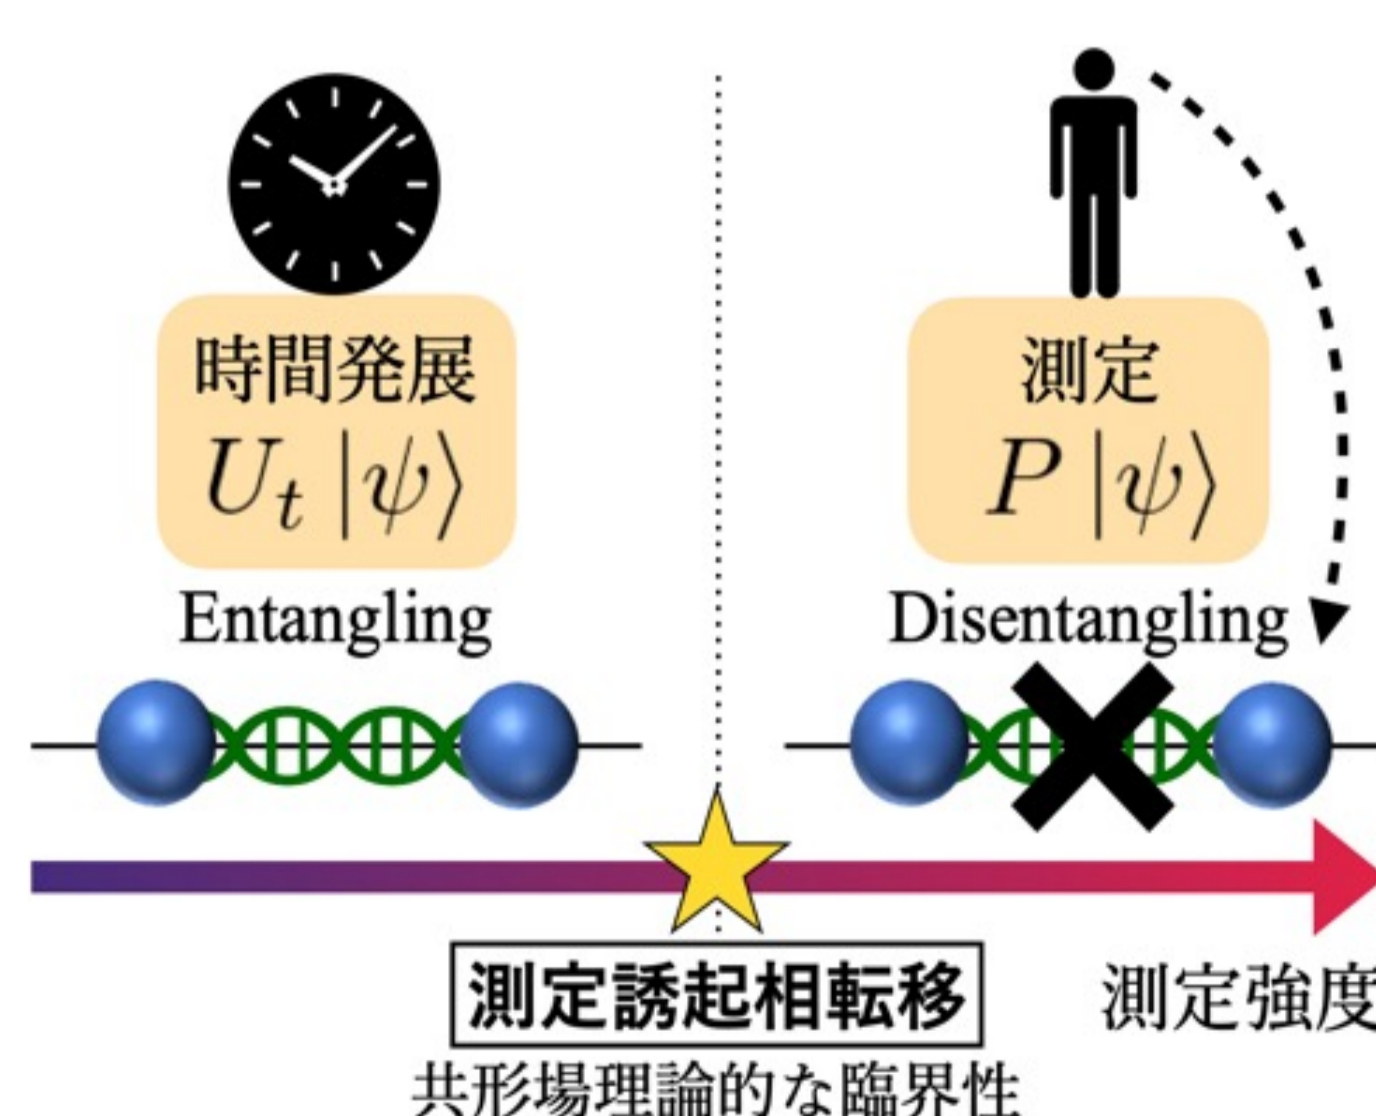 時間発展
U_t |ψ⟩
Entangling
測定
P |ψ⟩
Disentangling
測定誘起相転移
測定強度
共形場理論的な臨界性